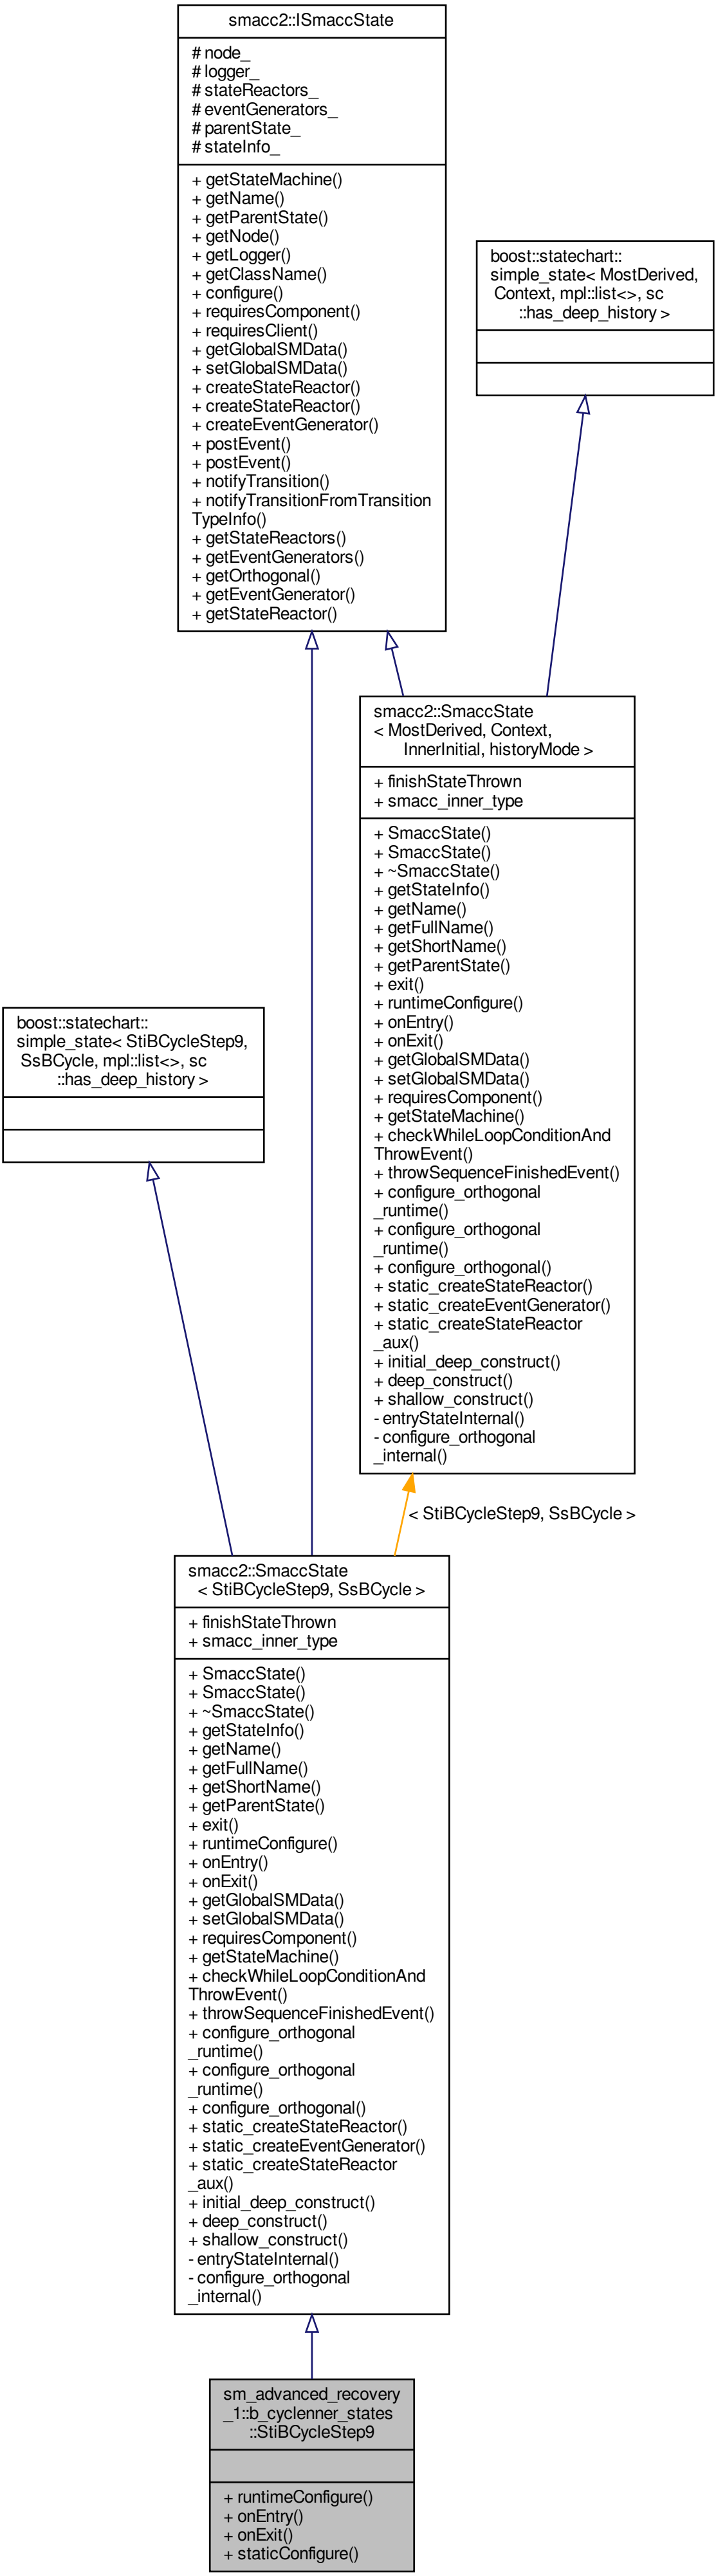 smacc2::ISmaccState
# node_
# logger_
# stateReactors_
# eventGenerators_
# parentState_
# stateInfo_
+ getStateMachine()
+ getName()
+ getParentState()
+ getNode()
+ getLogger()
+ getClassName()
+ configure()
+ requiresComponent()
+ requiresClient()
+ getGlobalSMData()
+ setGlobalSMData()
+ createStateReactor()
+ createStateReactor()
+ createEventGenerator()
+ postEvent()
+ postEvent()
+ notifyTransition()
+ notifyTransitionFromTransition
TypeInfo()
+ getStateReactors()
+ getEventGenerators()
+ getOrthogonal()
+ getEventGenerator()
+ getStateReactor()
boost::statechart::
simple_state< MostDerived,
Context, mpl::list<>, sc
::has_deep_history >
smacc2::SmaccState
< MostDerived, Context,
InnerInitial, historyMode >
+ finishStateThrown
+ smacc_inner_type
+ SmaccState()
+ SmaccState()
+ ~SmaccState()
+ getStateInfo()
+ getName()
+ getFullName()
+ getShortName()
+ getParentState()
+ exit()
+ runtimeConfigure()
+ onEntry()
+ onExit()
+ getGlobalSMData()
+ setGlobalSMData()
+ requiresComponent()
+ getStateMachine()
+ checkWhileLoopConditionAnd
ThrowEvent()
+ throwSequenceFinishedEvent()
+ configure_orthogonal
_runtime()
+ configure_orthogonal
_runtime()
+ configure_orthogonal()
+ static_createStateReactor()
+ static_createEventGenerator()
+ static_createStateReactor
_aux()
+ initial_deep_construct()
+ deep_construct()
+ shallow_construct()
- entryStateInternal()
- configure_orthogonal
_internal()
boost::statechart::
simple_state< StiBCycleStep9,
SsBCycle, mpl::list<>, sc
::has_deep_history >
< StiBCycleStep9, SsBCycle >
smacc2::SmaccState
< StiBCycleStep9, SsBCycle >
+ finishStateThrown
+ smacc_inner_type
+ SmaccState()
+ SmaccState()
+ ~SmaccState()
+ getStateInfo()
+ getName()
+ getFullName()
+ getShortName()
+ getParentState()
+ exit()
+ runtimeConfigure()
+ onEntry()
+ onExit()
+ getGlobalSMData()
+ setGlobalSMData()
+ requiresComponent()
+ getStateMachine()
+ checkWhileLoopConditionAnd
ThrowEvent()
+ throwSequenceFinishedEvent()
+ configure_orthogonal
_runtime()
+ configure_orthogonal
_runtime()
+ configure_orthogonal()
+ static_createStateReactor()
+ static_createEventGenerator()
+ static_createStateReactor
_aux()
+ initial_deep_construct()
+ deep_construct()
+ shallow_construct()
- entryStateInternal()
- configure_orthogonal
_internal()
sm_advanced_recovery
_1::b_cyclenner_states
::StiBCycleStep9
+ runtimeConfigure()
+ onEntry()
+ onExit()
+ staticConfigure()